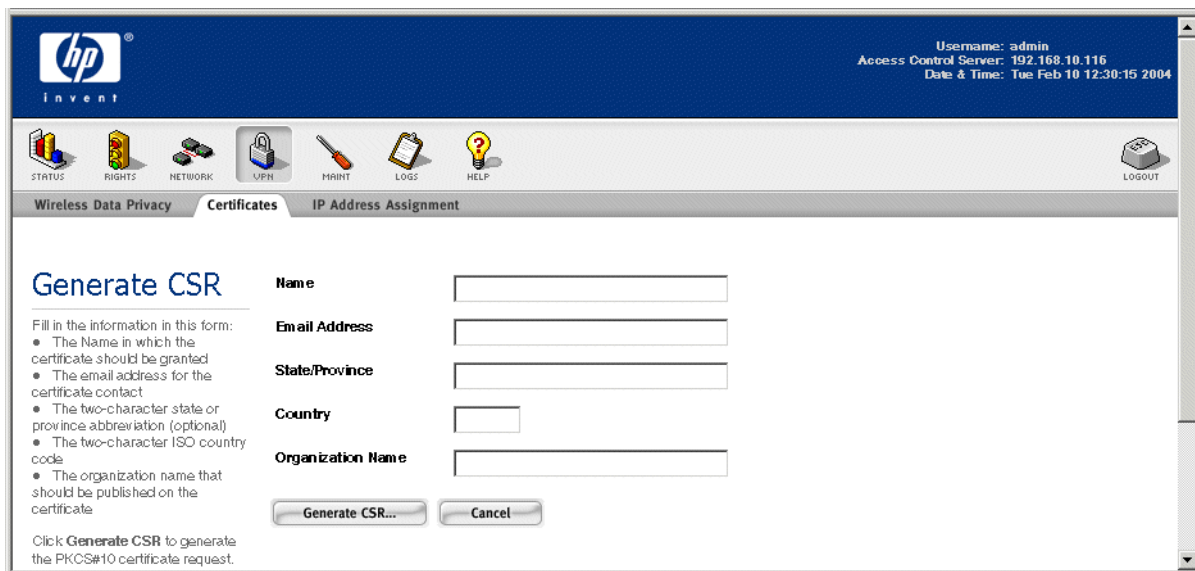 hp ®
invent
Username: admin
Access Control Server: 192.168.10.116
Date & Time: Tue Feb 10 12:30:15 2004
STATUS RIGHTS NETWORK VPN MAINT LOGS HELP LOGOUT
Wireless Data Privacy Certificates IP Address Assignment
Generate CSR
Fill in the information in this form:
• The Name in which the
certificate should be granted
• The email address for the
certificate contact
• The two-character state or
province abbreviation (optional)
• The two-character ISO country
code
• The organization name that
should be published on the
certificate
Click Generate CSR to generate
the PKCS#10 certificate request.
Name
Email Address
State/Province
Country
Organization Name
Generate CSR... Cancel